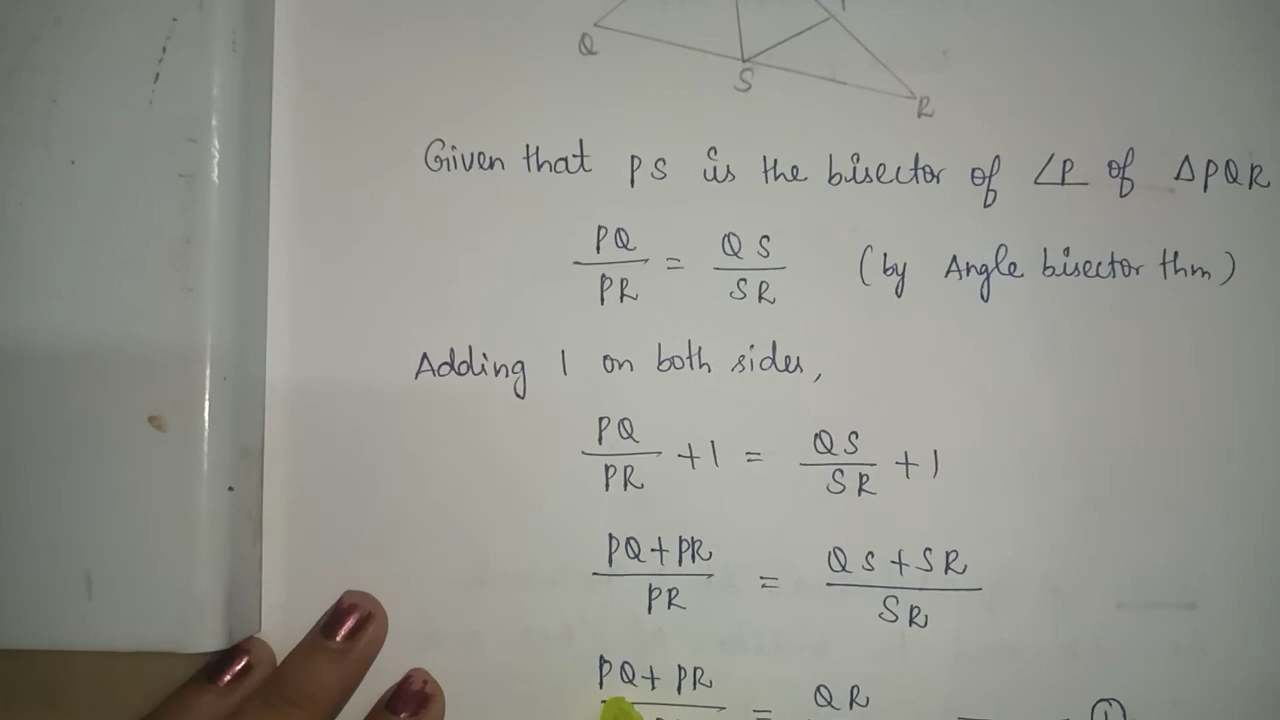 Q
S
R
Given that PS is the bisector of ∠P of ΔPQR
PQ/PR = QS/SR (by Angle bisector thm)
Adding 1 on both sides,
PQ/PR +1 = QS/SR +1
PQ+PR/PR = QS+SR/SR
PQ+PR = QR — ①